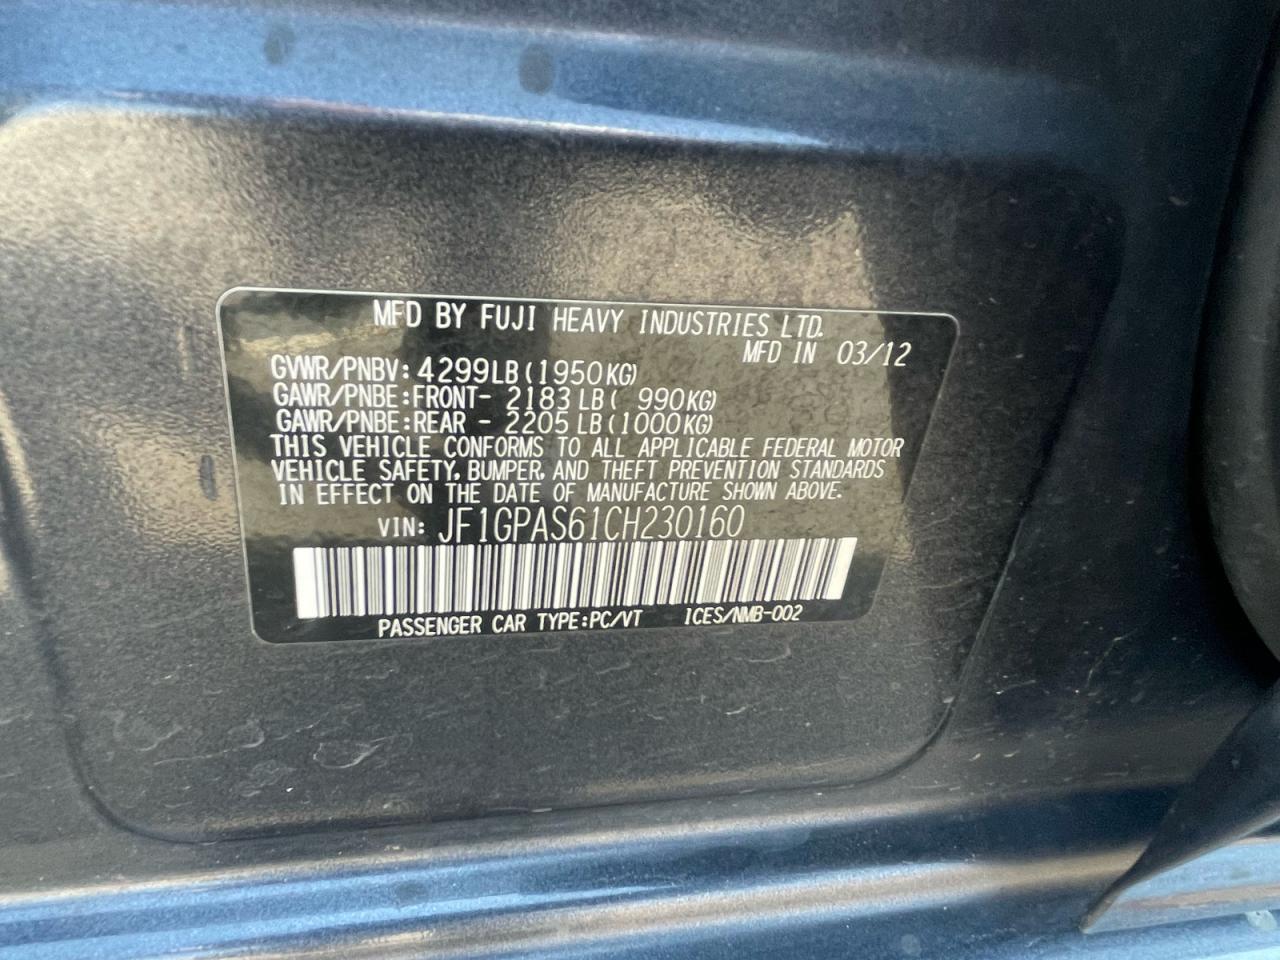 MFD BY FUJI HEAVY INDUSTRIES LTD.
MFD IN 03/12
GVWR/PNBV: 4299LB(1950KG)
GAWR/PNBE:FRONT- 2183LB( 990KG)
GAWR/PNBE:REAR - 2205LB(1000KG)
THIS VEHICLE CONFORMS TO ALL APPLICABLE FEDERAL MOTOR
VEHICLE SAFETY, BUMPER, AND THEFT PREVENTION STANDARDS
IN EFFECT ON THE DATE OF MANUFACTURE SHOWN ABOVE.
VIN: JF1GPAS61CH230160
PASSENGER CAR TYPE:PC/VT ICES/NMB-002